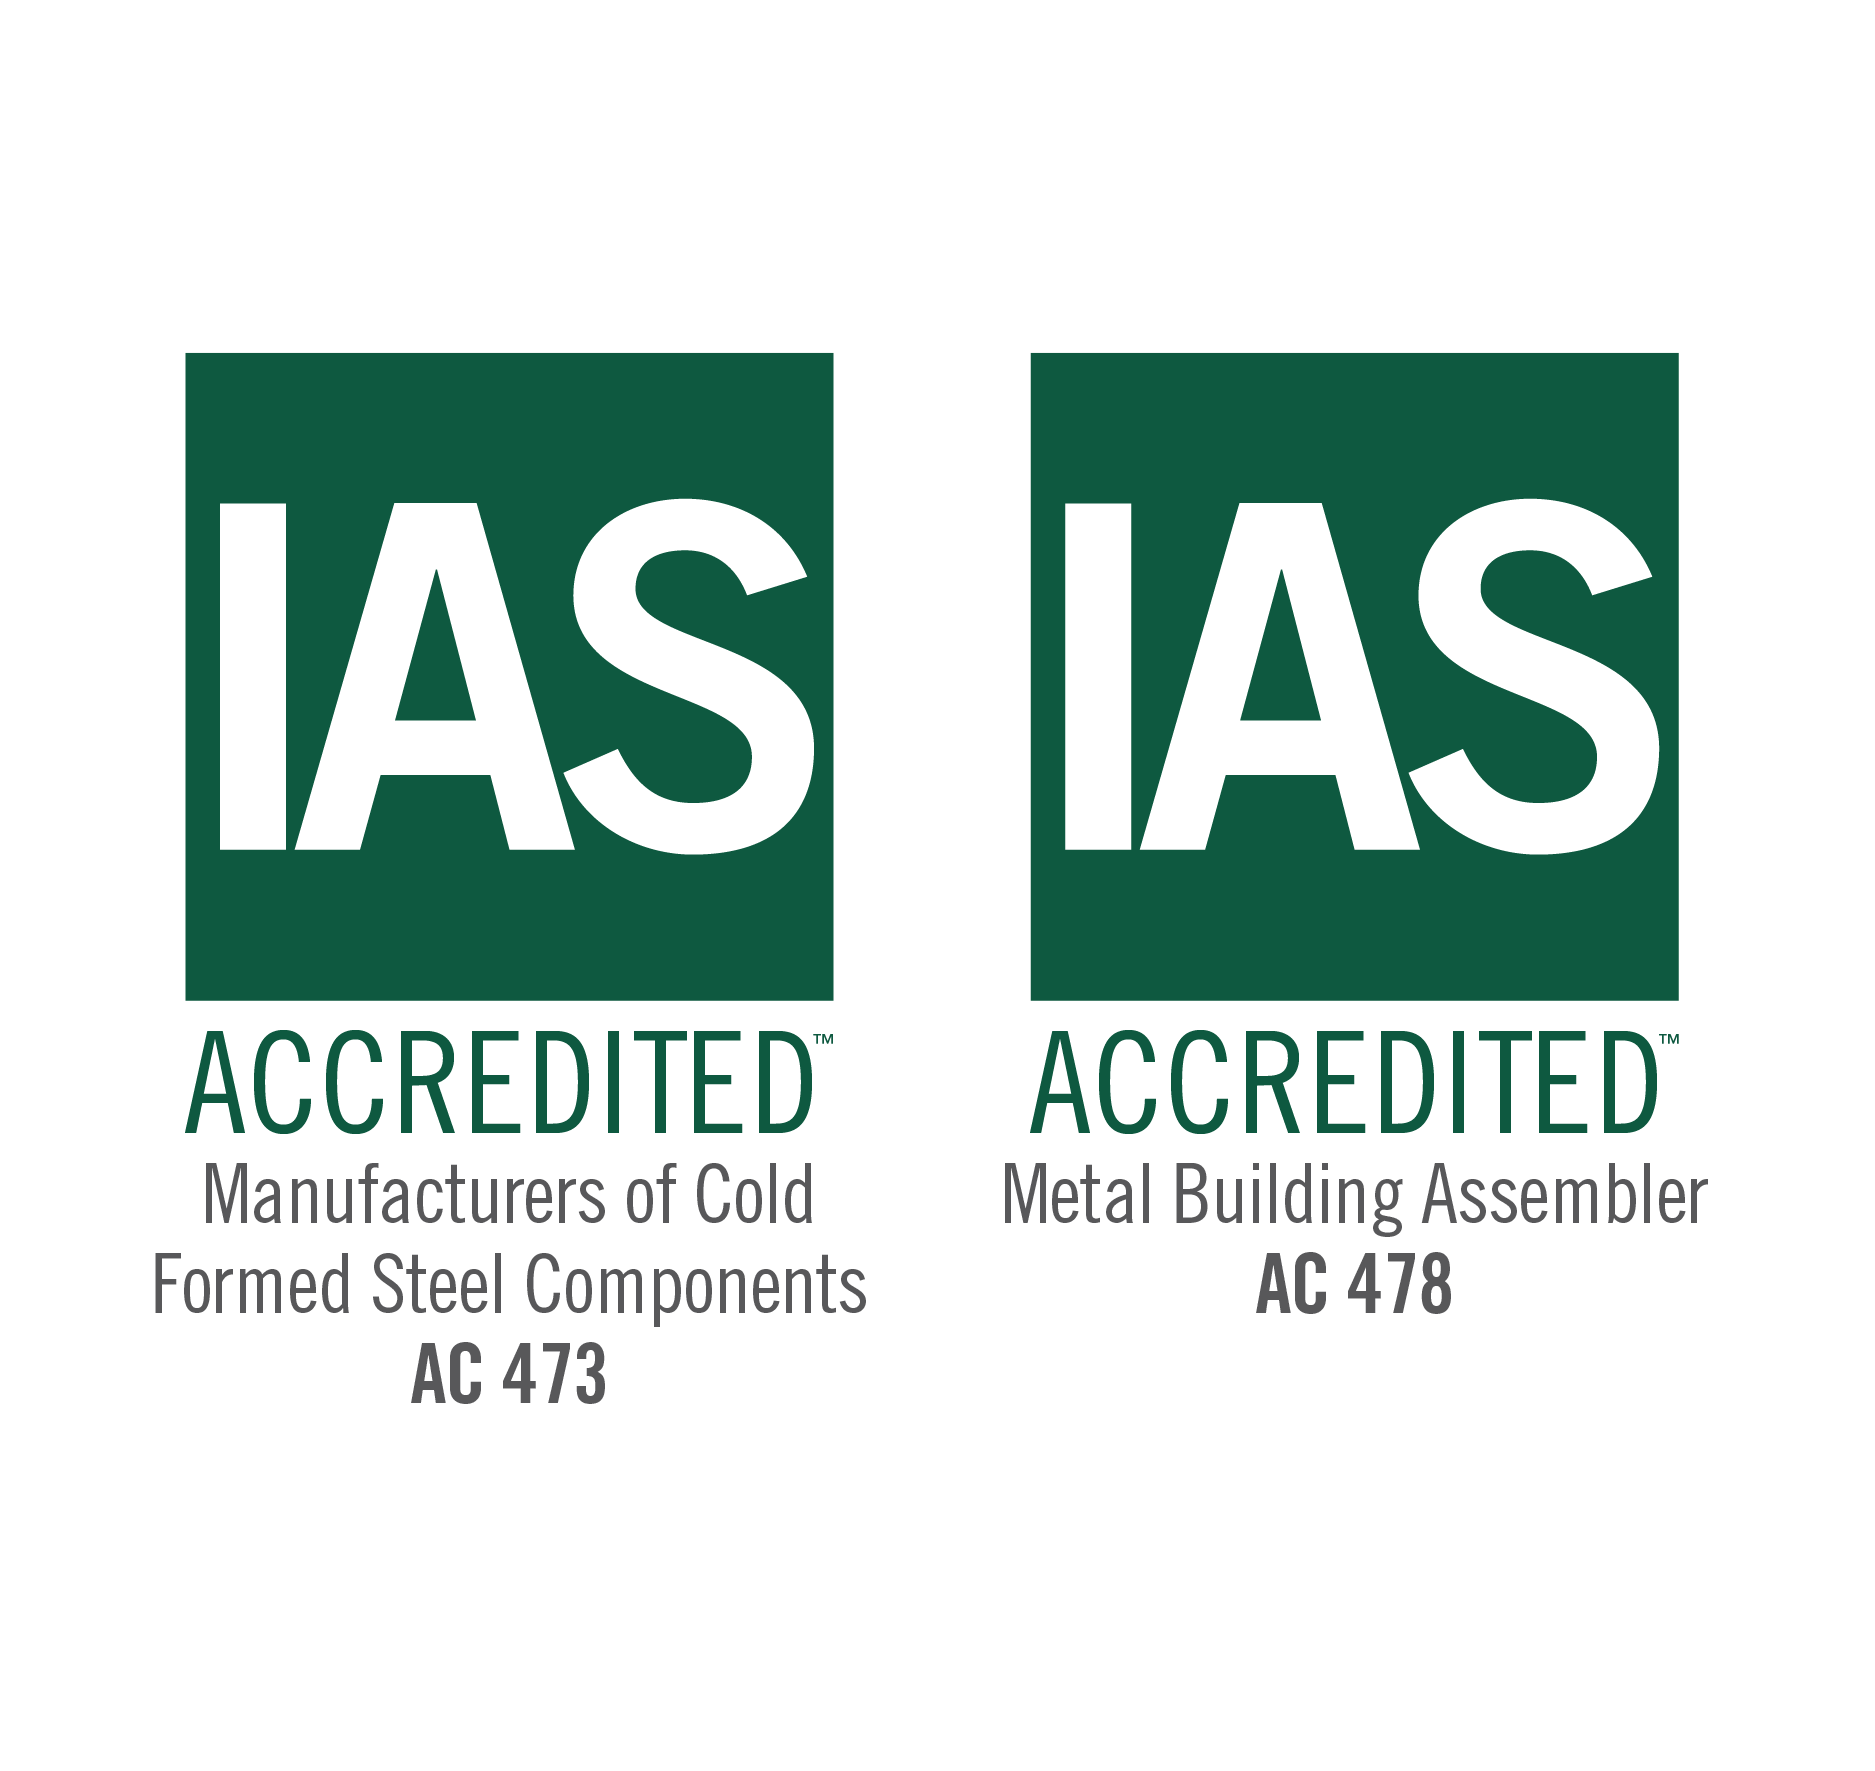 IAS
ACCREDITED™
Manufacturers of Cold
Formed Steel Components
AC 473
IAS
ACCREDITED™
Metal Building Assembler
AC 478